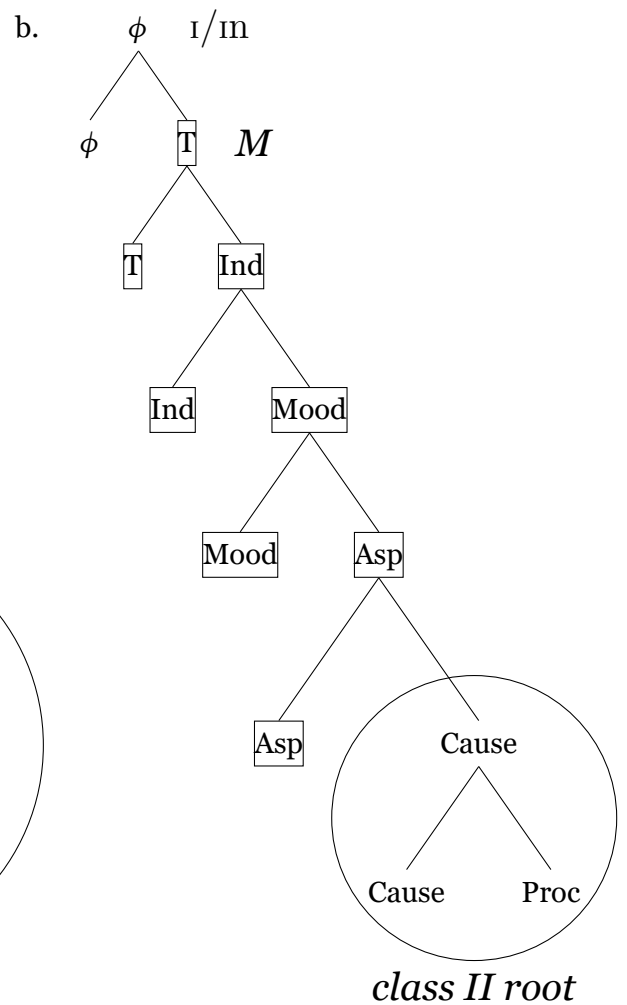 b. ϕ ɪ/ɪn
ϕ T M
T Ind
Ind Mood
Mood Asp
Asp Cause
Cause Proc
class II root